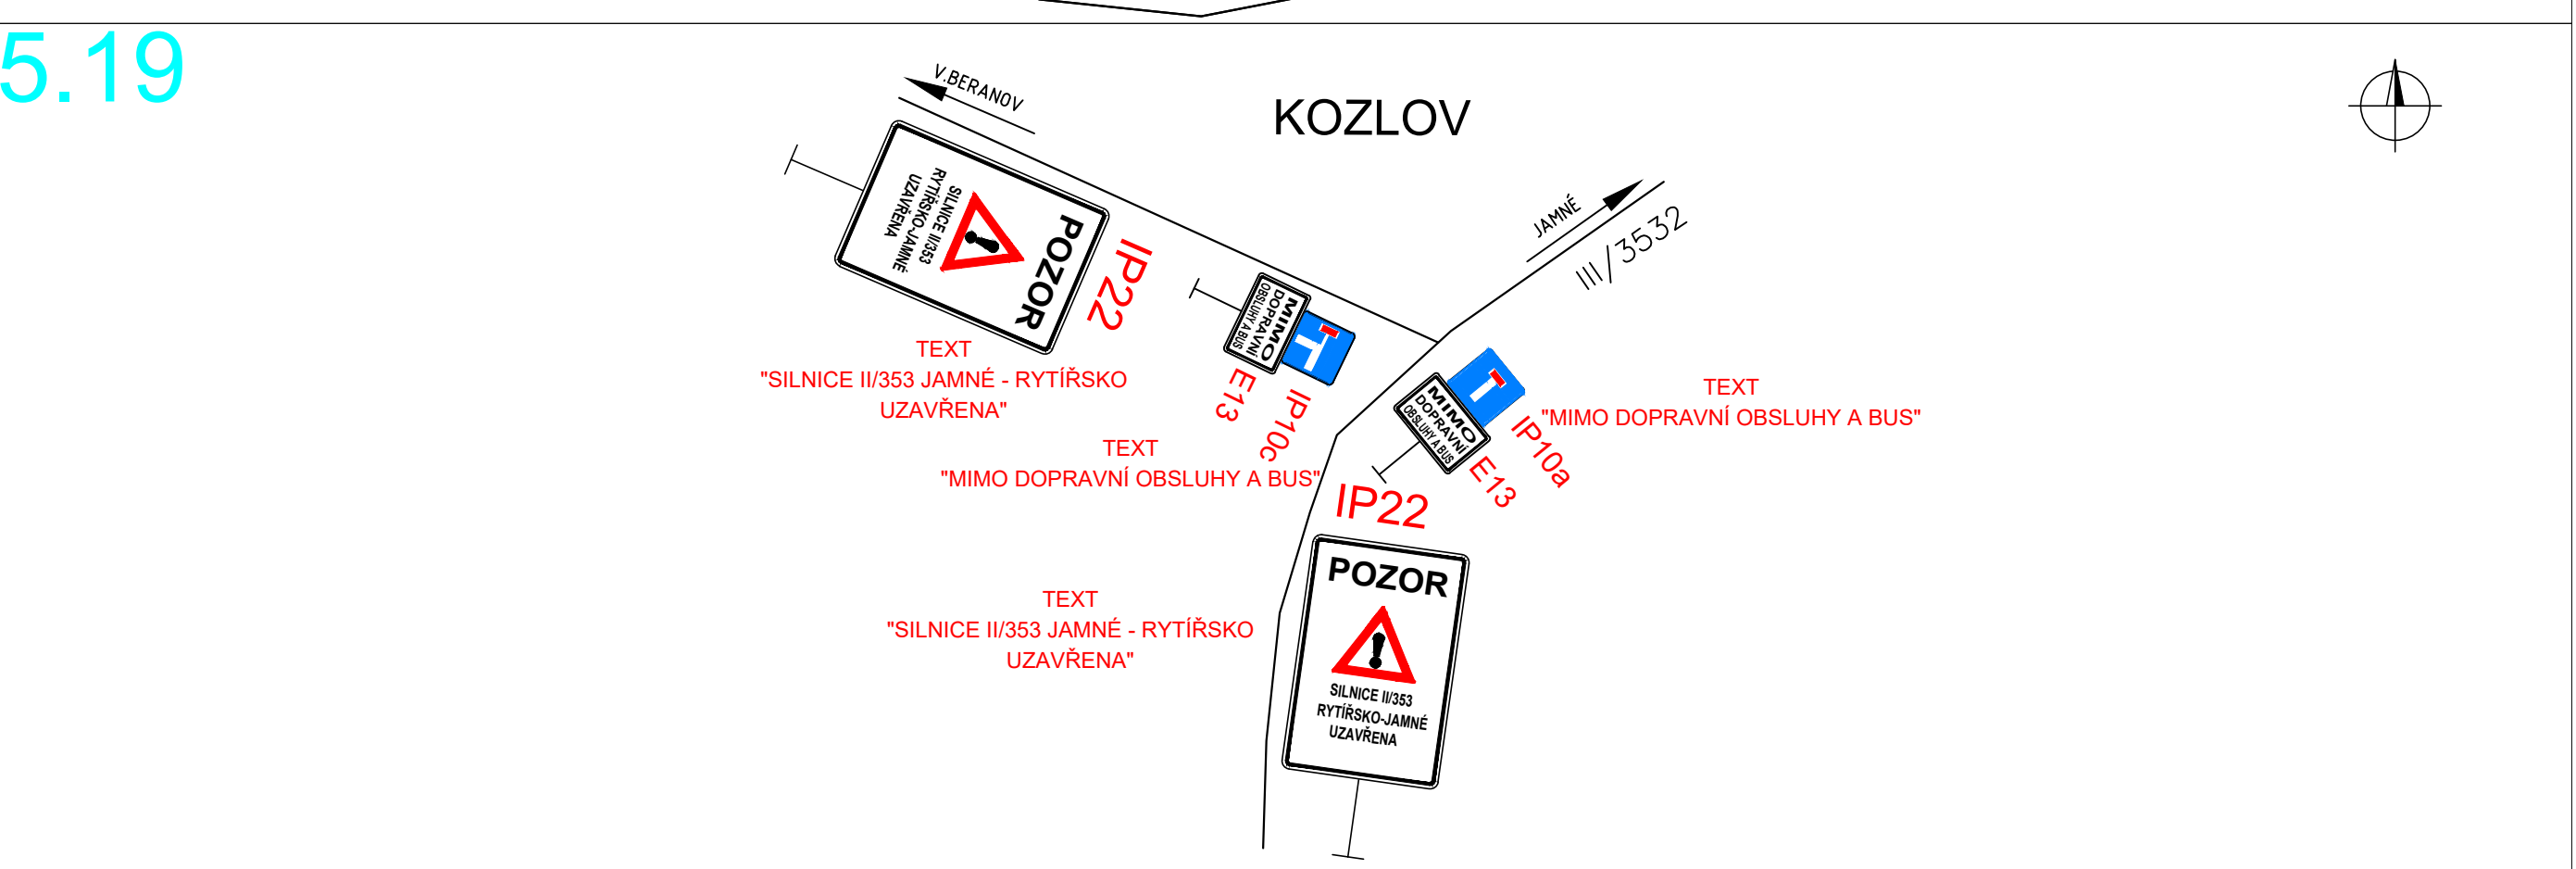 5.19
V.BERANOV
KOZLOV
JAMNÉ
III/3532
POZOR
SILNICE II/353
RYTÍŘSKO-JAMNÉ
UZAVŘENA
IP22
TEXT
"SILNICE II/353 JAMNÉ - RYTÍŘSKO
UZAVŘENA"
MIMO
DOPRAVNÍ
OBSLUHY A BUS
E13
IP10c
TEXT
"MIMO DOPRAVNÍ OBSLUHY A BUS"
MIMO
DOPRAVNÍ
OBSLUHY A BUS
E13
IP10a
TEXT
"MIMO DOPRAVNÍ OBSLUHY A BUS"
IP22
POZOR
SILNICE II/353
RYTÍŘSKO-JAMNÉ
UZAVŘENA
TEXT
"SILNICE II/353 JAMNÉ - RYTÍŘSKO
UZAVŘENA"